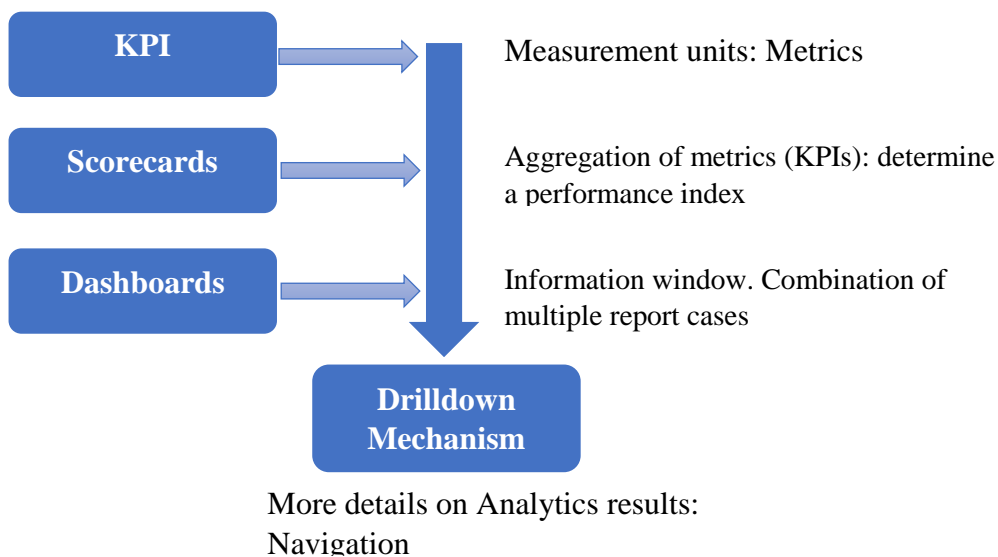 KPI
Measurement units: Metrics
Scorecards
Aggregation of metrics (KPIs): determine
a performance index
Dashboards
Information window. Combination of
multiple report cases
Drilldown
Mechanism
More details on Analytics results:
Navigation